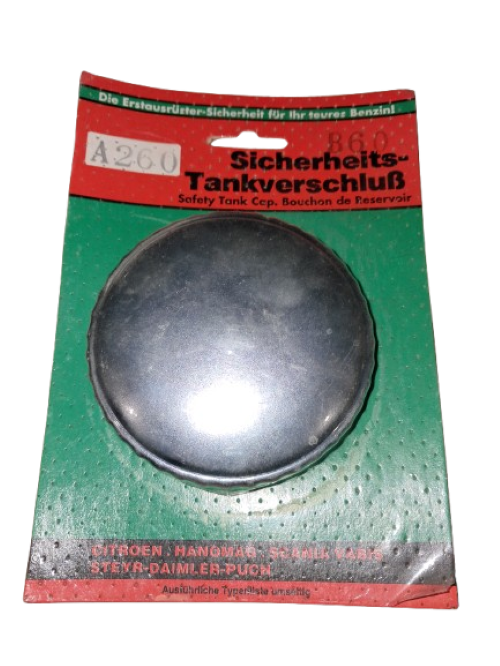 Die Erstausrüster-Sicherheit für Ihr teures Benzin!
860
A260
Sicherheits-
Tankverschluß
Safety Tank Cap. Bouchon de Reservoir
CITROEN . HANOMAG . SCANIA VABIS
STEYR-DAIMLER-PUCH
Ausführliche Typenliste umseitig